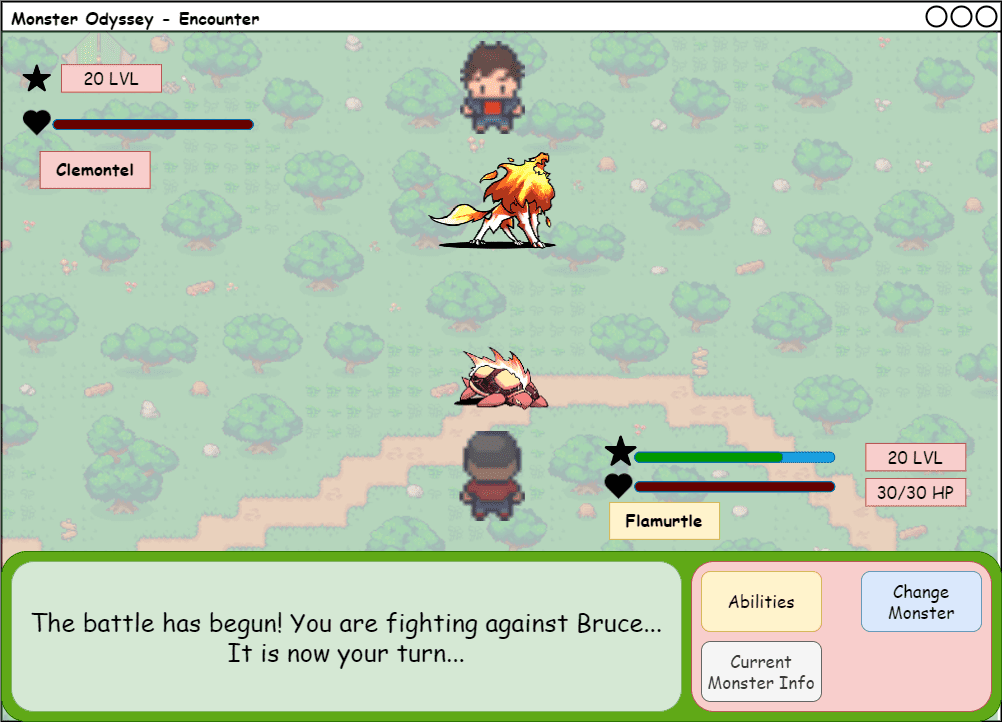 Monster Odyssey - Encounter
20 LVL
Clemontel
20 LVL
30/30 HP
Flamurtle
The battle has begun! You are fighting against Bruce...
It is now your turn...
Abilities
Change
Monster
Current
Monster Info